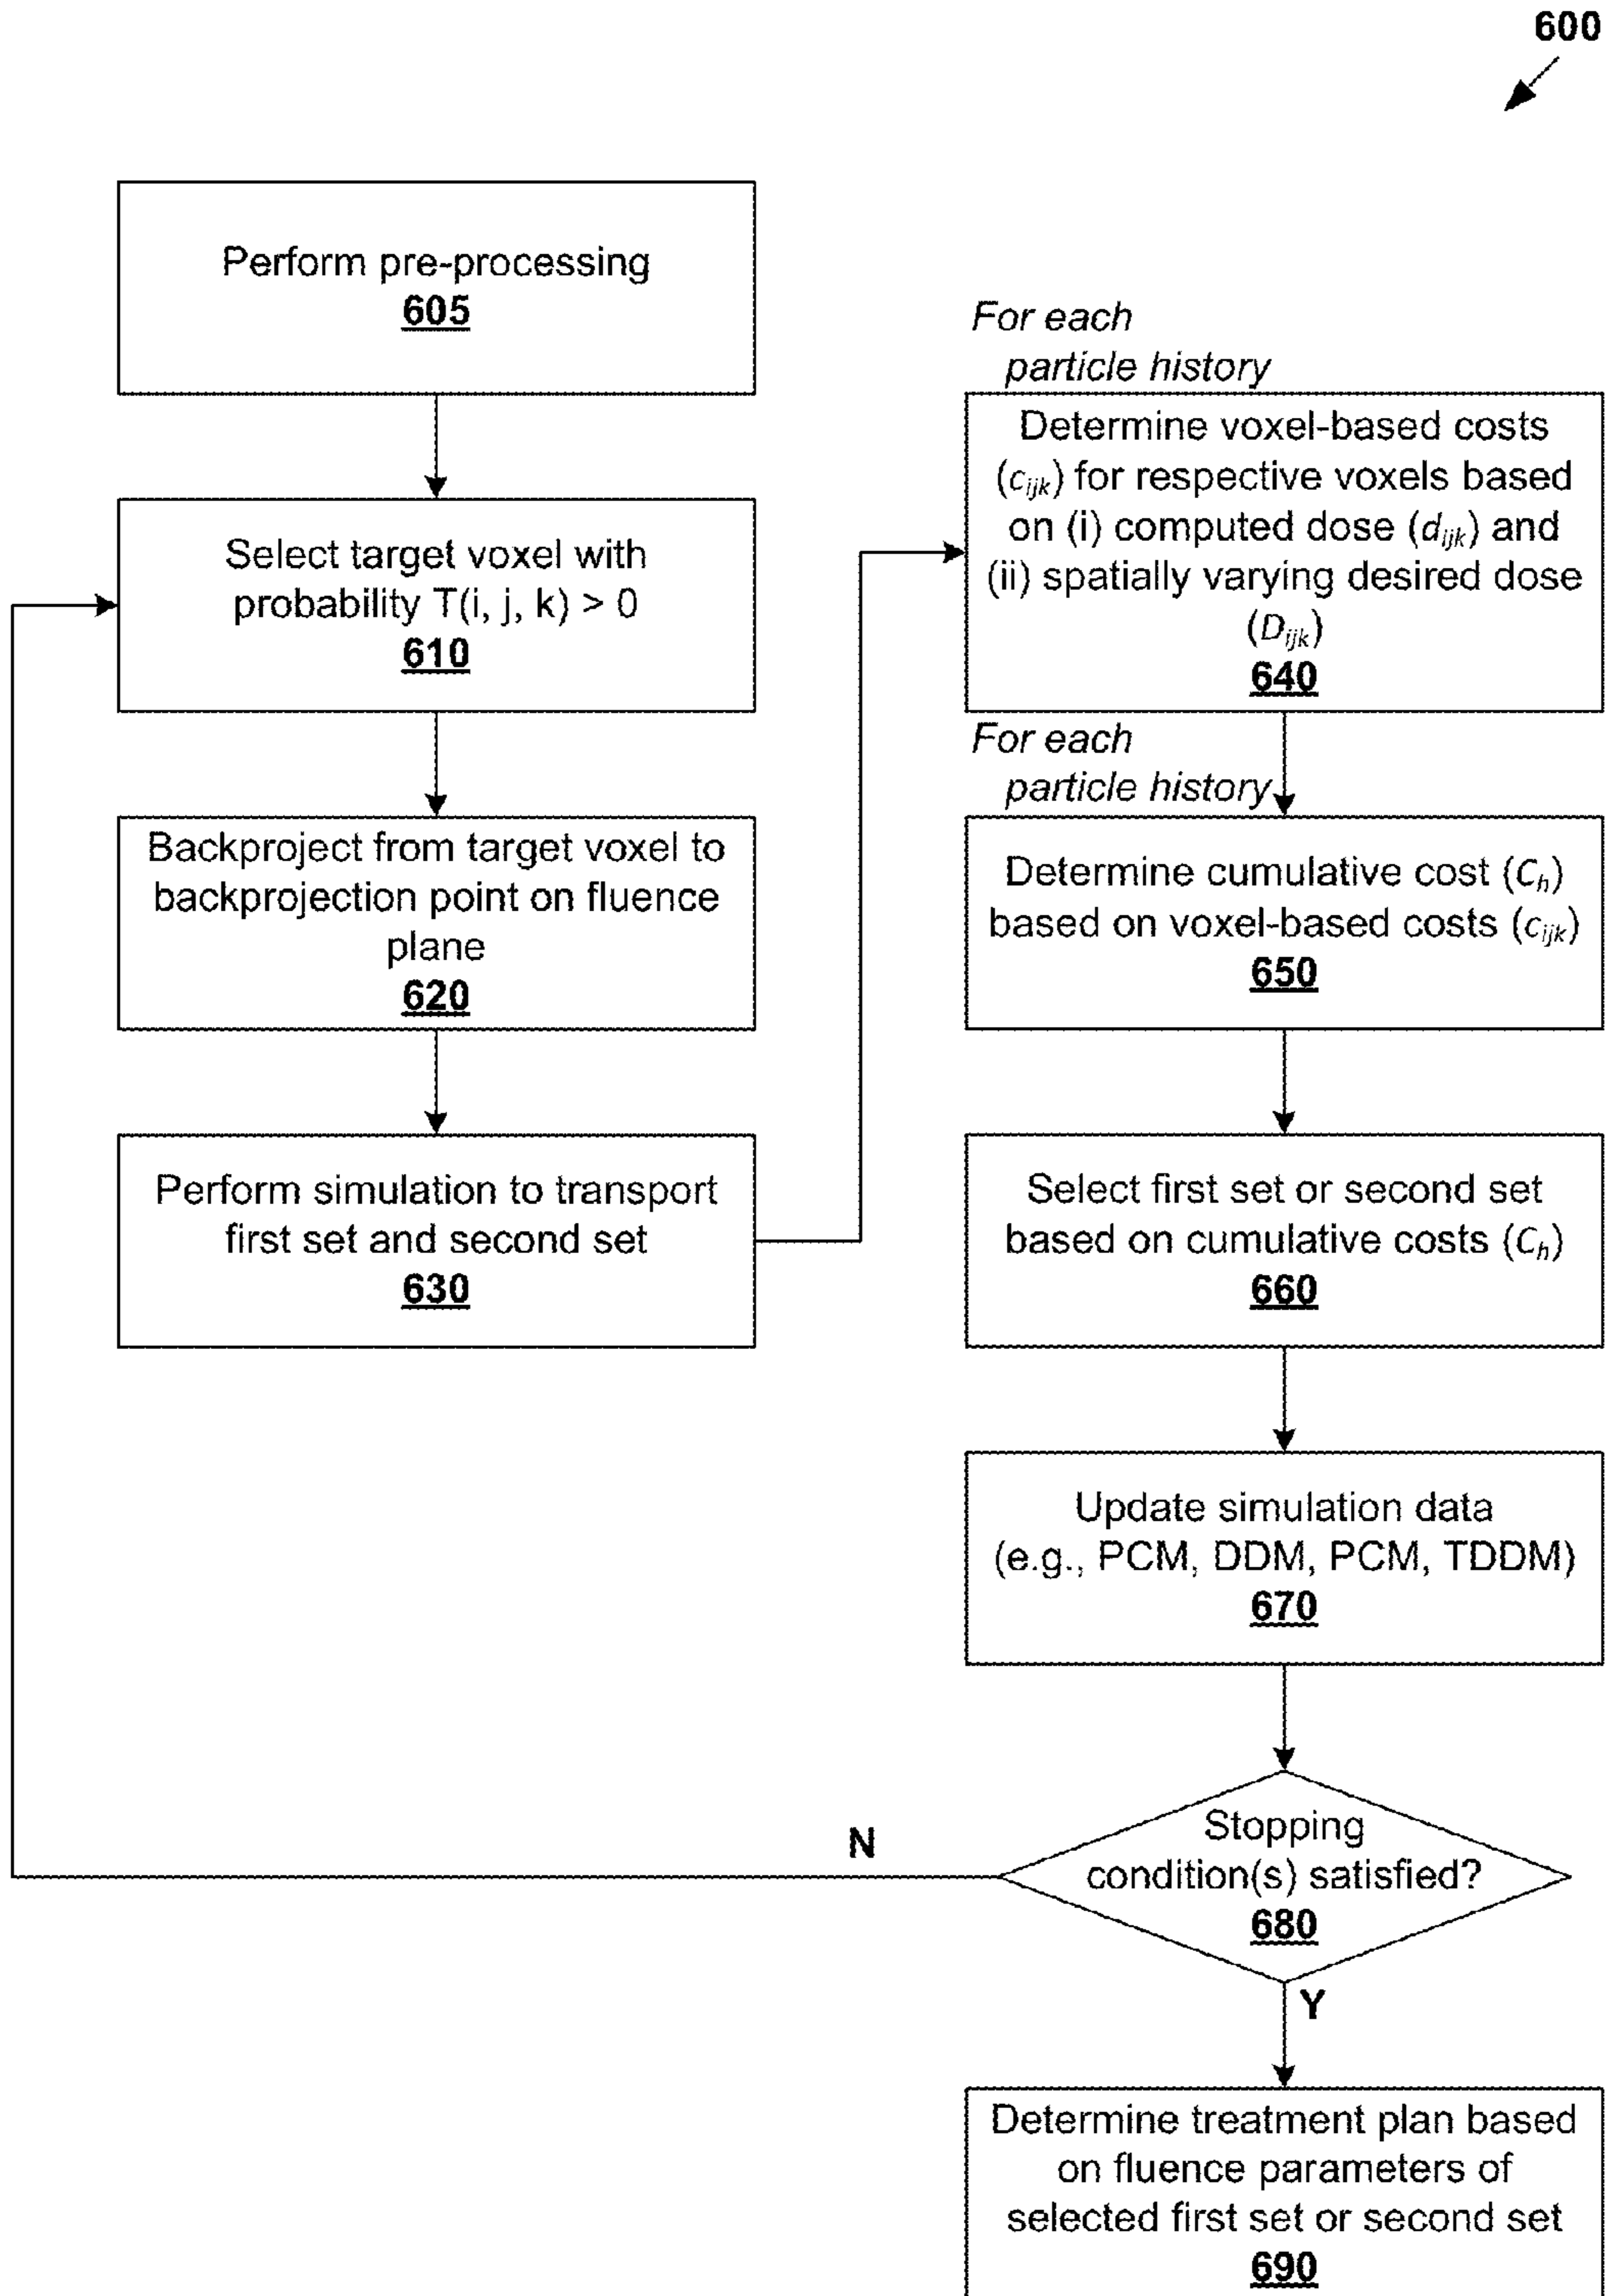 600
Perform pre-processing
605
Select target voxel with
probability T(i, j, k) > 0
610
Backproject from target voxel to
backprojection point on fluence
plane
620
Perform simulation to transport
first set and second set
630
For each
particle history
Determine voxel-based costs
(cijk) for respective voxels based
on (i) computed dose (dijk) and
(ii) spatially varying desired dose
(Dijk)
640
For each
particle history
Determine cumulative cost (Ch)
based on voxel-based costs (cijk)
650
Select first set or second set
based on cumulative costs (Ch)
660
Update simulation data
(e.g., PCM, DDM, PCM, TDDM)
670
Stopping
condition(s) satisfied?
680
N
Y
Determine treatment plan based
on fluence parameters of
selected first set or second set
690